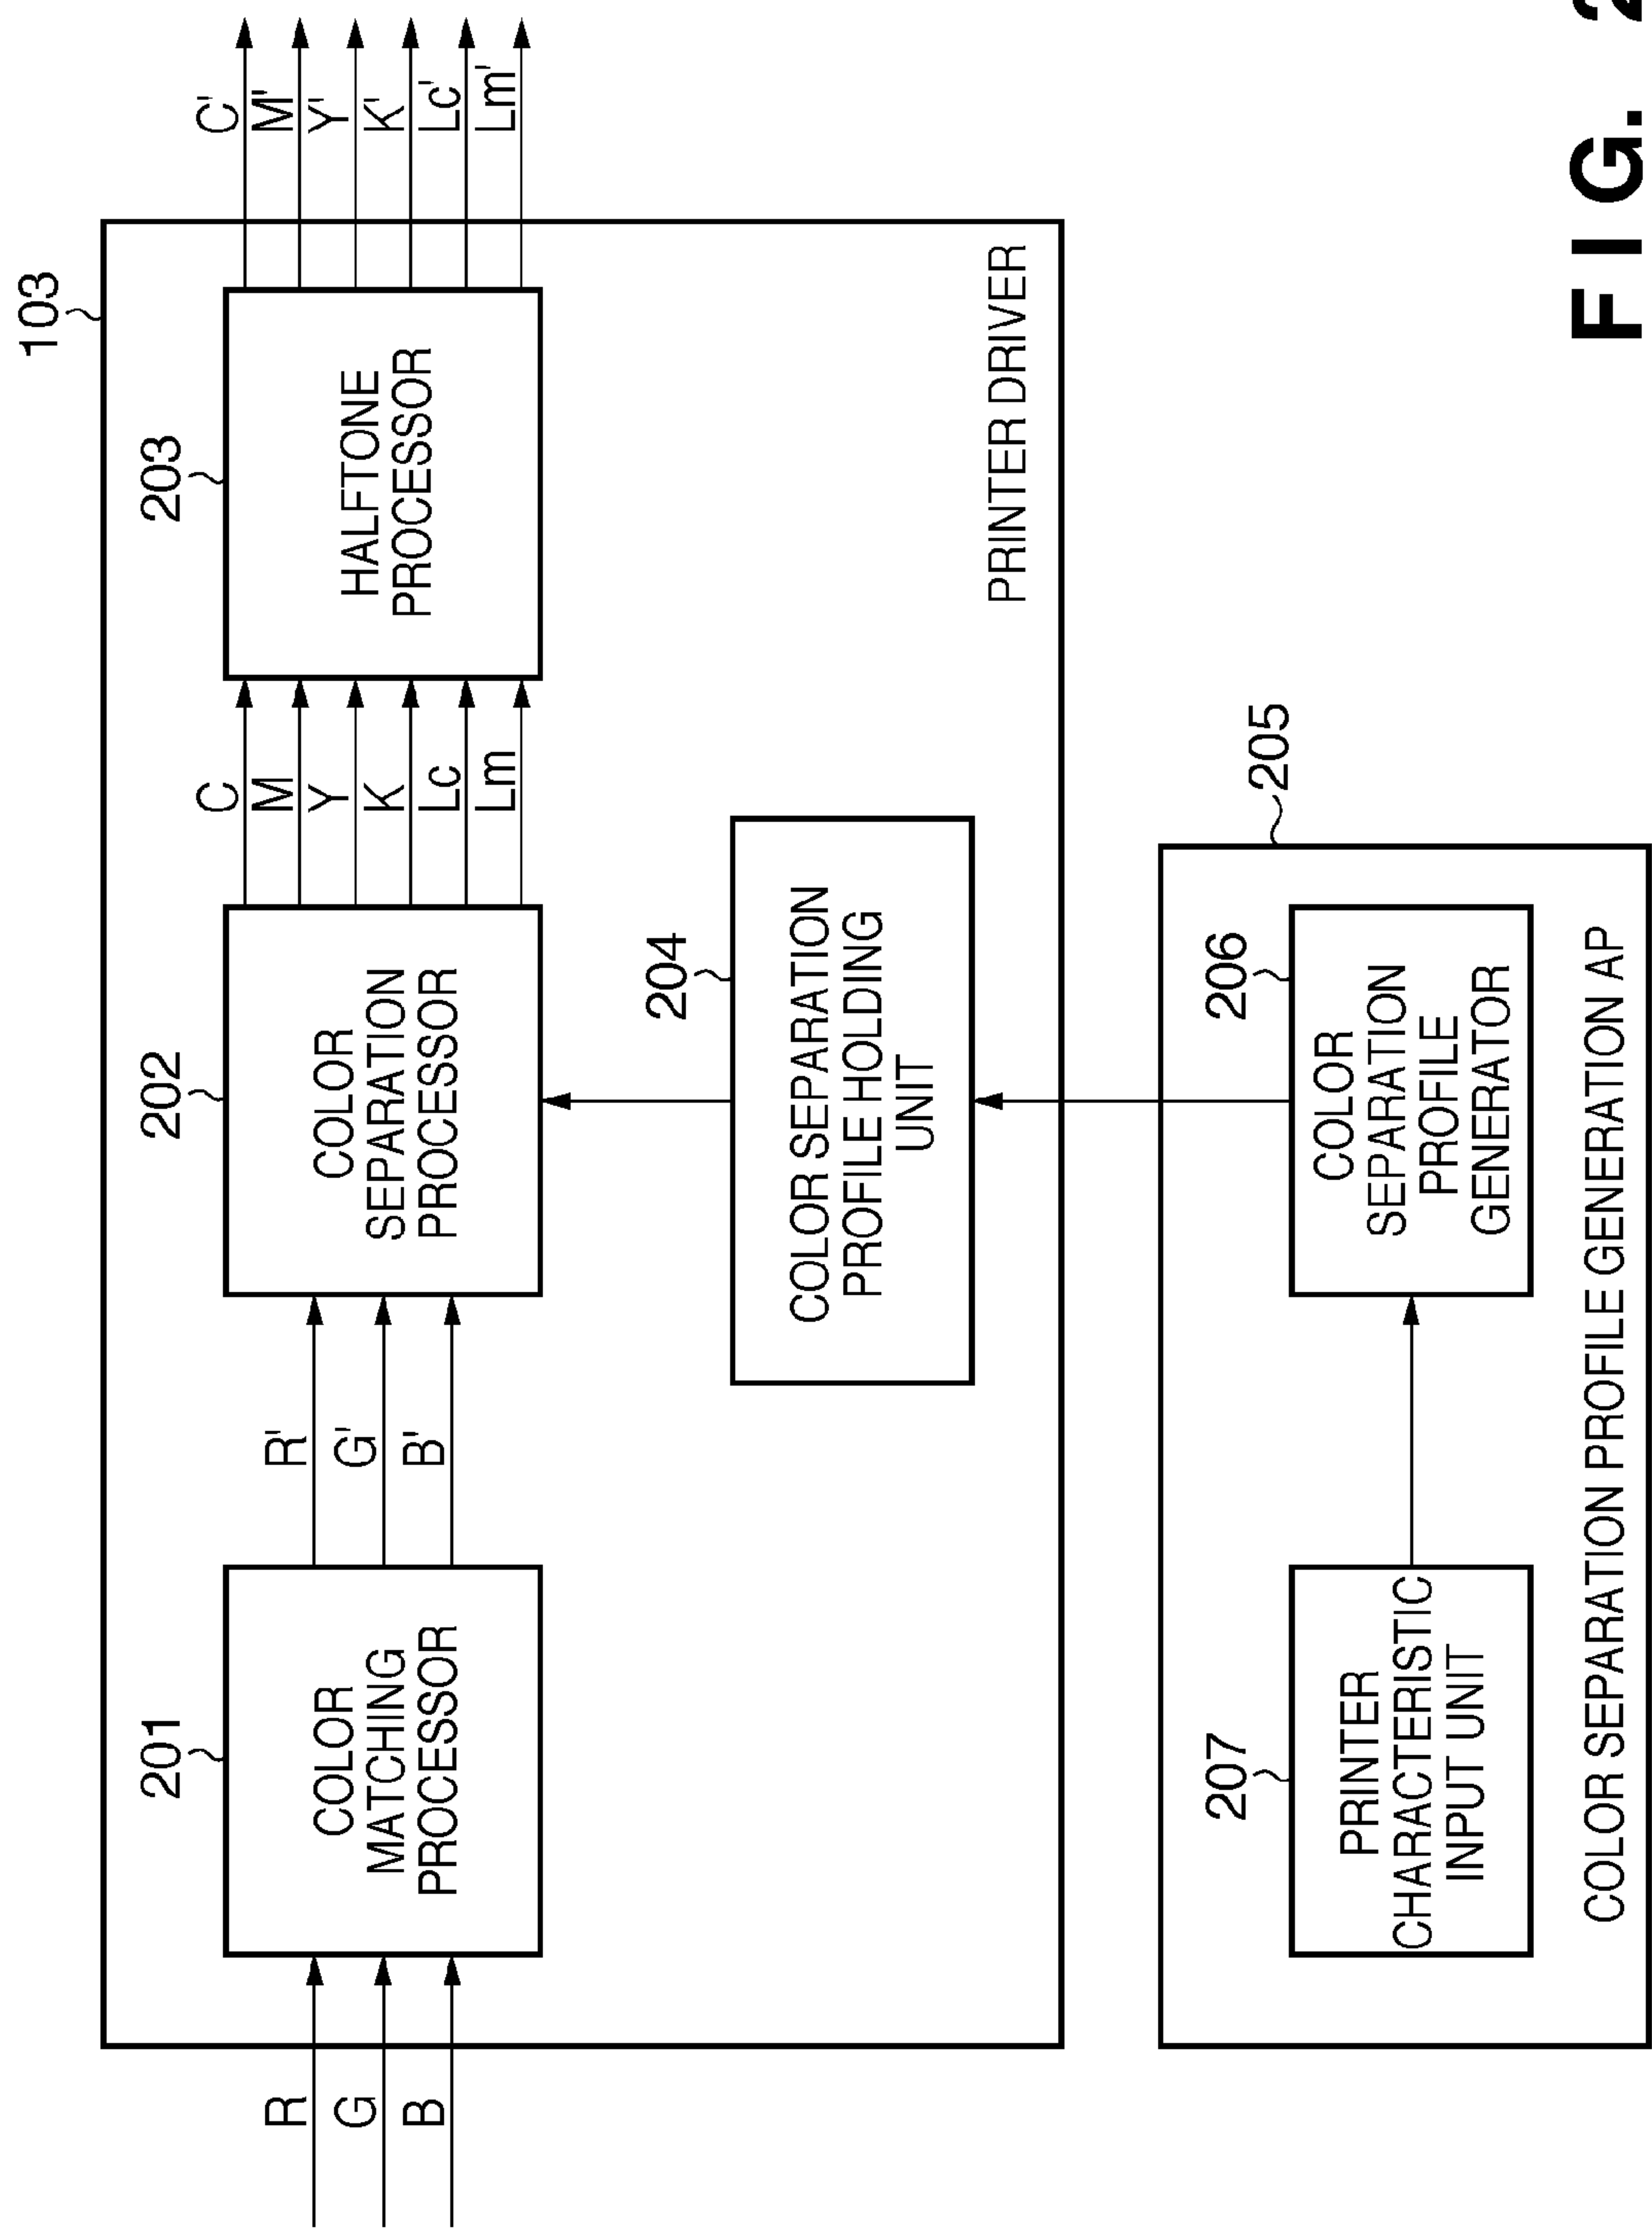 103
201
202
203
R
G
B
COLOR
MATCHING
PROCESSOR
R'
G'
B'
COLOR
SEPARATION
PROCESSOR
C
M
Y
K
Lc
Lm
HALFTONE
PROCESSOR
C'
M'
Y'
K'
Lc'
Lm'
204
COLOR SEPARATION
PROFILE HOLDING
UNIT
PRINTER DRIVER
205
207
206
PRINTER
CHARACTERISTIC
INPUT UNIT
COLOR
SEPARATION
PROFILE
GENERATOR
COLOR SEPARATION PROFILE GENERATION AP
FIG. 2